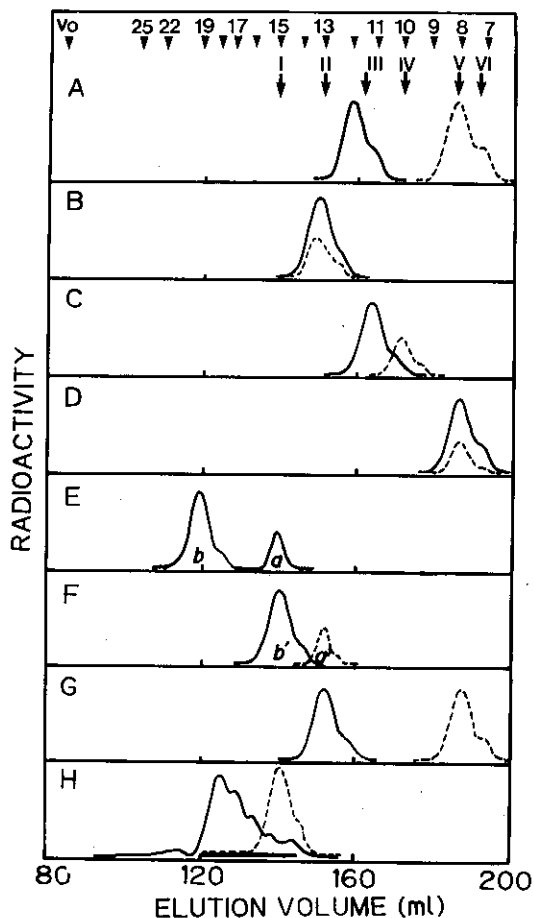 Vo 25 22 19 17 15 13 11 10 9 8 7
I II III IV V VI
A
B
C
D
E
b a
F
b' a'
G
H
RADIOACTIVITY
80 120 160 200
ELUTION VOLUME (ml)